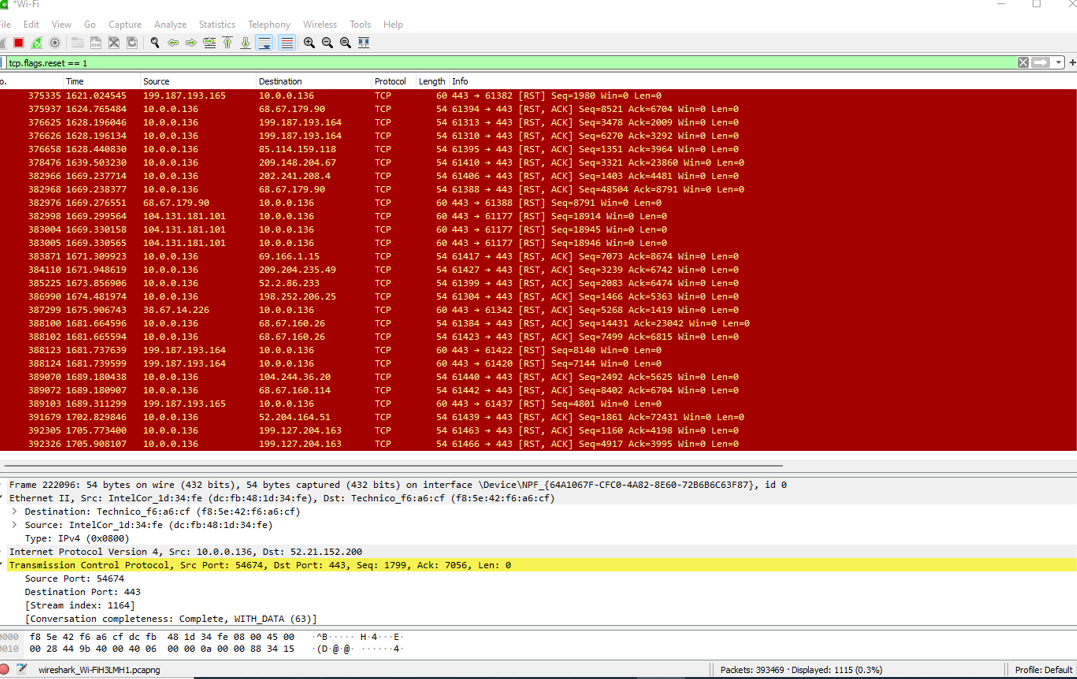 *Wi-Fi
File Edit View Go Capture Analyze Statistics Telephony Wireless Tools Help
tcp.flags.reset == 1
o. Time Source Destination Protocol Length Info
375335 1621.024545 199.187.193.165 10.0.0.136 TCP 60 443 → 61382 [RST] Seq=1980 Win=0 Len=0
375937 1624.765484 10.0.0.136 68.67.179.90 TCP 54 61394 → 443 [RST, ACK] Seq=8521 Ack=6704 Win=0 Len=0
376625 1628.196046 10.0.0.136 199.187.193.164 TCP 54 61313 → 443 [RST, ACK] Seq=3478 Ack=2009 Win=0 Len=0
376626 1628.196134 10.0.0.136 199.187.193.164 TCP 54 61310 → 443 [RST, ACK] Seq=6270 Ack=3292 Win=0 Len=0
376658 1628.440830 10.0.0.136 85.114.159.118 TCP 54 61395 → 443 [RST, ACK] Seq=1351 Ack=3964 Win=0 Len=0
378476 1639.503230 10.0.0.136 209.148.204.67 TCP 54 61410 → 443 [RST, ACK] Seq=3321 Ack=23860 Win=0 Len=0
382966 1669.237714 10.0.0.136 202.241.208.4 TCP 54 61406 → 443 [RST, ACK] Seq=1403 Ack=4481 Win=0 Len=0
382968 1669.238377 10.0.0.136 68.67.179.90 TCP 54 61388 → 443 [RST, ACK] Seq=48504 Ack=8791 Win=0 Len=0
382976 1669.276551 68.67.179.90 10.0.0.136 TCP 60 443 → 61388 [RST] Seq=8791 Win=0 Len=0
382998 1669.299564 104.131.181.101 10.0.0.136 TCP 60 443 → 61177 [RST] Seq=18914 Win=0 Len=0
383004 1669.330158 104.131.181.101 10.0.0.136 TCP 60 443 → 61177 [RST] Seq=18945 Win=0 Len=0
383005 1669.330565 104.131.181.101 10.0.0.136 TCP 60 443 → 61177 [RST] Seq=18946 Win=0 Len=0
383871 1671.309923 10.0.0.136 69.166.1.15 TCP 54 61417 → 443 [RST, ACK] Seq=7073 Ack=8674 Win=0 Len=0
384110 1671.948619 10.0.0.136 209.204.235.49 TCP 54 61427 → 443 [RST, ACK] Seq=3239 Ack=6742 Win=0 Len=0
385225 1673.856906 10.0.0.136 52.2.86.233 TCP 54 61399 → 443 [RST, ACK] Seq=2083 Ack=6474 Win=0 Len=0
386990 1674.481974 10.0.0.136 198.252.206.25 TCP 54 61304 → 443 [RST, ACK] Seq=1466 Ack=5363 Win=0 Len=0
387299 1675.906743 38.67.14.226 10.0.0.136 TCP 60 443 → 61342 [RST, ACK] Seq=5268 Ack=1419 Win=0 Len=0
388100 1681.664596 10.0.0.136 68.67.160.26 TCP 54 61384 → 443 [RST, ACK] Seq=14431 Ack=23042 Win=0 Len=0
388102 1681.665594 10.0.0.136 68.67.160.26 TCP 54 61423 → 443 [RST, ACK] Seq=7499 Ack=6815 Win=0 Len=0
388123 1681.737639 199.187.193.164 10.0.0.136 TCP 60 443 → 61422 [RST] Seq=8140 Win=0 Len=0
388124 1681.739599 199.187.193.164 10.0.0.136 TCP 60 443 → 61420 [RST] Seq=7144 Win=0 Len=0
389070 1689.180438 10.0.0.136 104.244.36.20 TCP 54 61440 → 443 [RST, ACK] Seq=2492 Ack=5625 Win=0 Len=0
389072 1689.180907 10.0.0.136 68.67.160.114 TCP 54 61442 → 443 [RST, ACK] Seq=8402 Ack=6704 Win=0 Len=0
389103 1689.311299 199.187.193.165 10.0.0.136 TCP 60 443 → 61437 [RST] Seq=4801 Win=0 Len=0
391679 1702.829846 10.0.0.136 52.204.164.51 TCP 54 61439 → 443 [RST, ACK] Seq=1861 Ack=72431 Win=0 Len=0
392305 1705.773400 10.0.0.136 199.127.204.163 TCP 54 61463 → 443 [RST, ACK] Seq=1160 Ack=4198 Win=0 Len=0
392326 1705.908107 10.0.0.136 199.127.204.163 TCP 54 61466 → 443 [RST, ACK] Seq=4917 Ack=3995 Win=0 Len=0
Frame 222096: 54 bytes on wire (432 bits), 54 bytes captured (432 bits) on interface \Device\NPF_{64A1067F-CFC0-4A82-8E60-72B6B6C63F87}, id 0
Ethernet II, Src: IntelCor_1d:34:fe (dc:fb:48:1d:34:fe), Dst: Technico_f6:a6:cf (f8:5e:42:f6:a6:cf)
Destination: Technico_f6:a6:cf (f8:5e:42:f6:a6:cf)
Source: IntelCor_1d:34:fe (dc:fb:48:1d:34:fe)
Type: IPv4 (0x0800)
Internet Protocol Version 4, Src: 10.0.0.136, Dst: 52.21.152.200
Transmission Control Protocol, Src Port: 54674, Dst Port: 443, Seq: 1799, Ack: 7056, Len: 0
Source Port: 54674
Destination Port: 443
[Stream index: 1164]
[Conversation completeness: Complete, WITH_DATA (63)]
0000 f8 5e 42 f6 a6 cf dc fb 48 1d 34 fe 08 00 45 00 ·^B····· H·4···E·
0010 00 28 44 9b 40 00 40 06 00 00 0a 00 00 88 34 15 ·(D·@·@· ······4·
wireshark_Wi-FiH3LMH1.pcapng Packets: 393469 · Displayed: 1115 (0.3%) Profile: Default